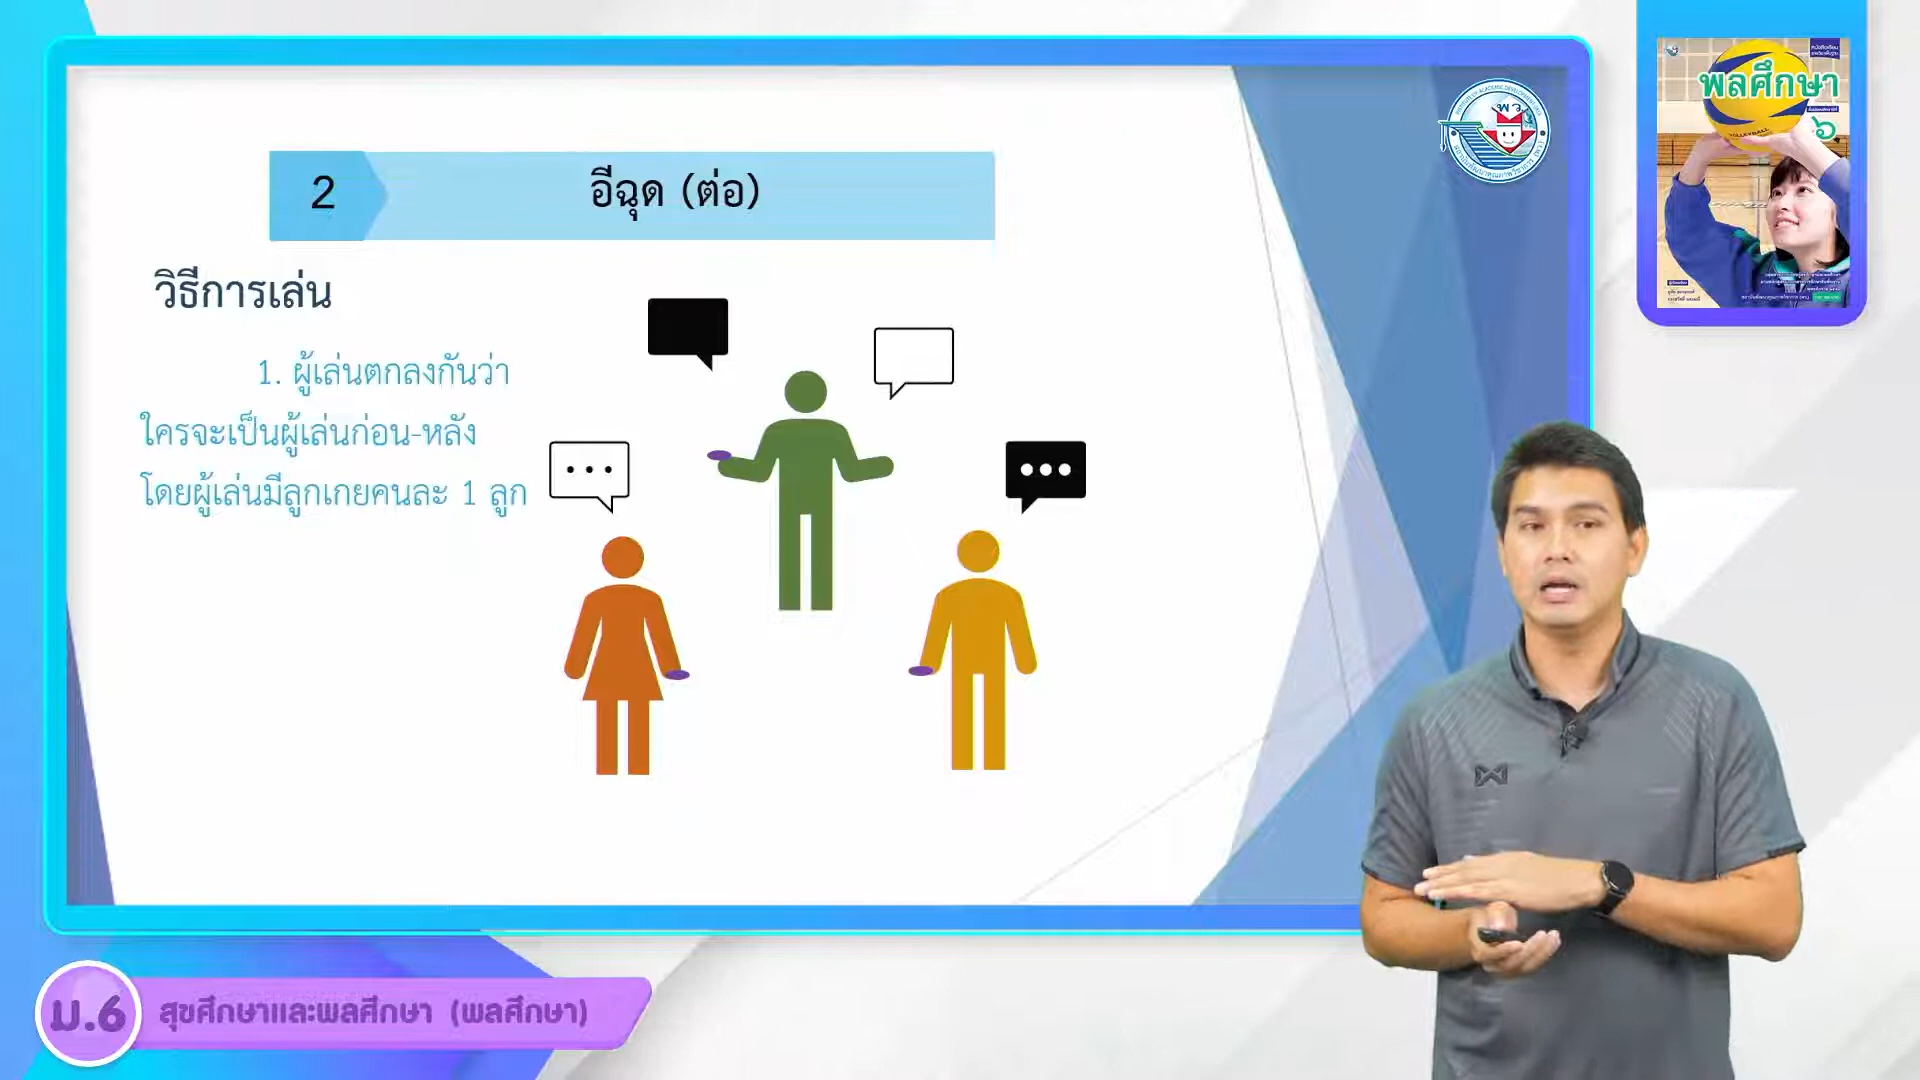 2
อีฉุด (ต่อ)
วิธีการเล่น
1. ผู้เล่นตกลงกันว่า
ใครจะเป็นผู้เล่นก่อน-หลัง
โดยผู้เล่นมีลูกเกยคนละ 1 ลูก
พว.
พลศึกษา
๖
VOLLEYBALL
ม.6
สุขศึกษาและพลศึกษา (พลศึกษา)